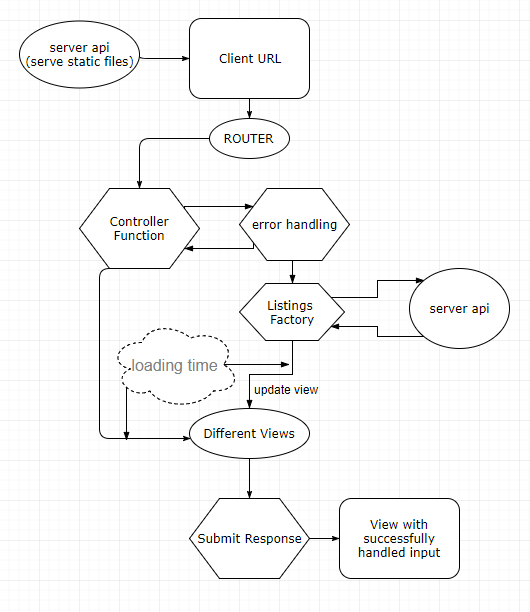 server api
(serve static files)
Client URL
ROUTER
Controller
Function
error handling
Listings
Factory
server api
loading time
update view
Different Views
Submit Response
View with
successfully
handled input